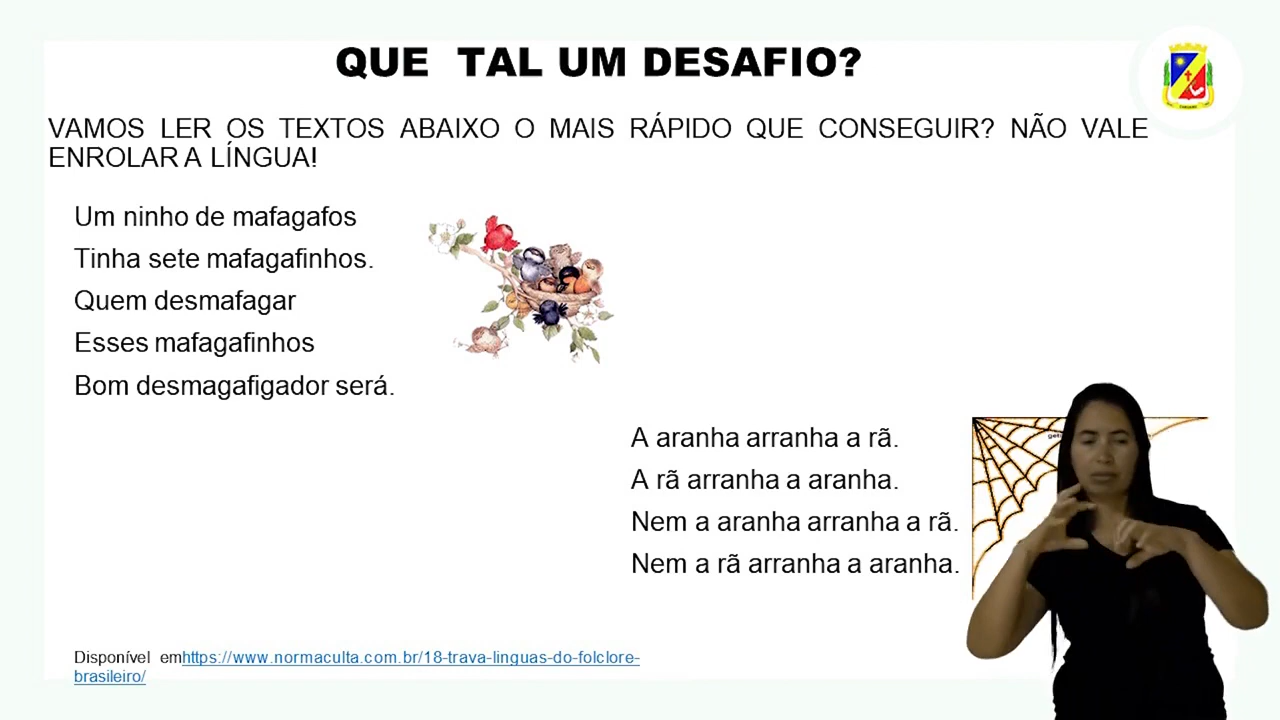 QUE TAL UM DESAFIO?
VAMOS LER OS TEXTOS ABAIXO O MAIS RÁPIDO QUE CONSEGUIR? NÃO VALE
ENROLAR A LÍNGUA!
Um ninho de mafagafos
Tinha sete mafagafinhos.
Quem desmafagar
Esses mafagafinhos
Bom desmagafigador será.
A aranha arranha a rã.
A rã arranha a aranha.
Nem a aranha arranha a rã.
Nem a rã arranha a aranha.
Disponível emhttps://www.normaculta.com.br/18-trava-linguas-do-folclore-
brasileiro/